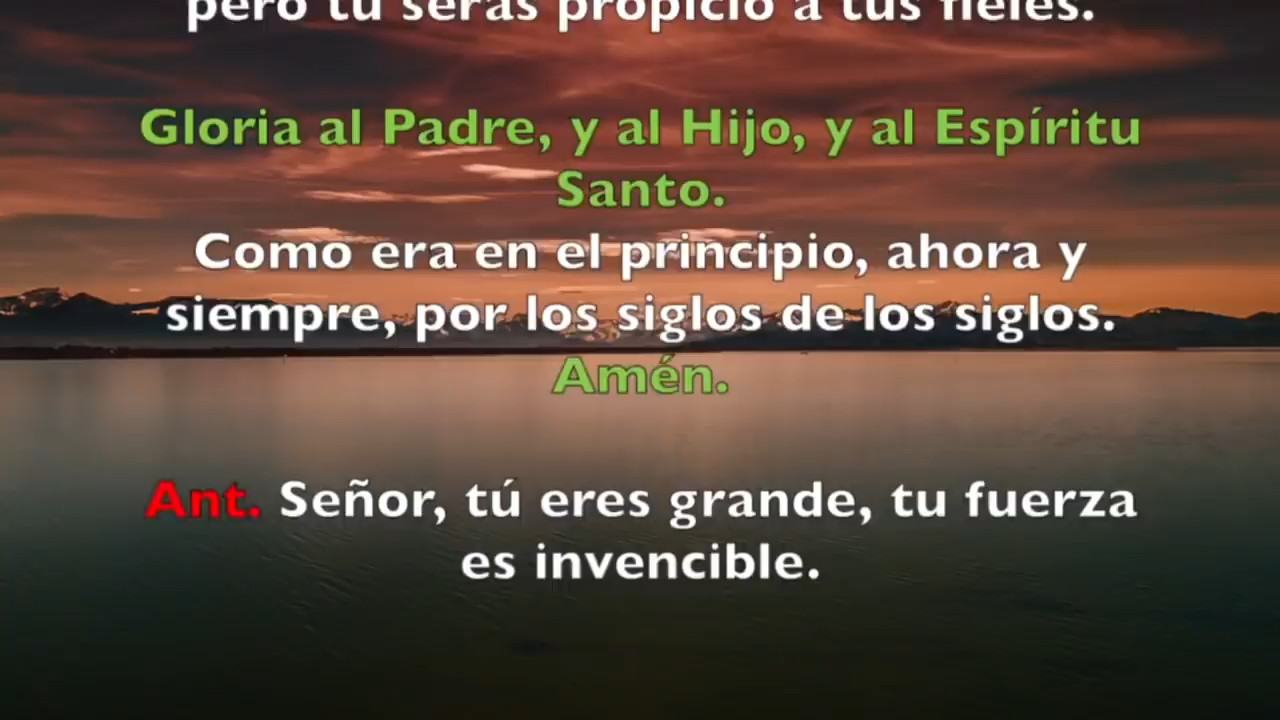 pero tú serás propicio a tus fieles.
Gloria al Padre, y al Hijo, y al Espíritu
Santo.
Como era en el principio, ahora y
siempre, por los siglos de los siglos.
Amén.
Ant. Señor, tú eres grande, tu fuerza
es invencible.